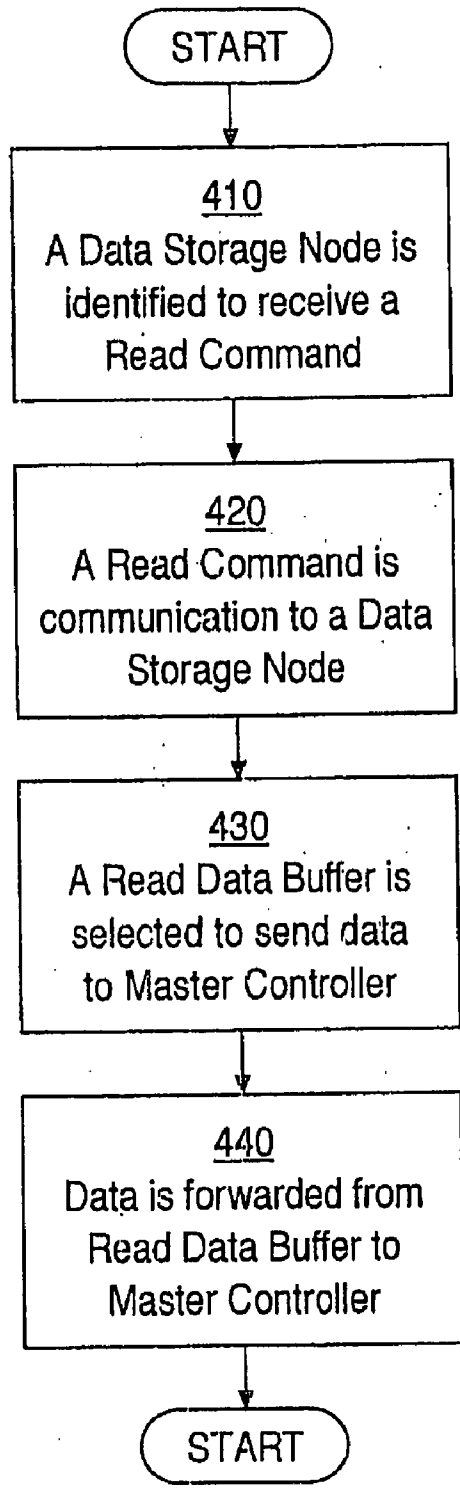 START
410
A Data Storage Node is
identified to receive a
Read Command
420
A Read Command is
communication to a Data
Storage Node
430
A Read Data Buffer is
selected to send data
to Master Controller
440
Data is forwarded from
Read Data Buffer to
Master Controller
START